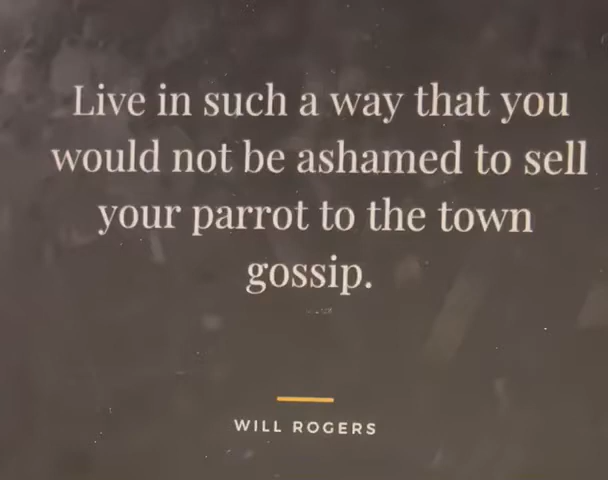 Live in such a way that you
would not be ashamed to sell
your parrot to the town
gossip.
WILL ROGERS